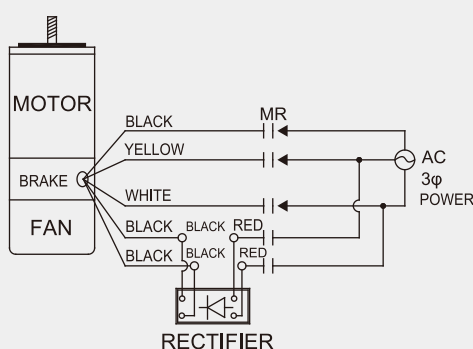 MOTOR
BRAKE
FAN
BLACK
MR
YELLOW
WHITE
BLACK
BLACK
RED
BLACK
BLACK
RED
AC
3φ
POWER
RECTIFIER